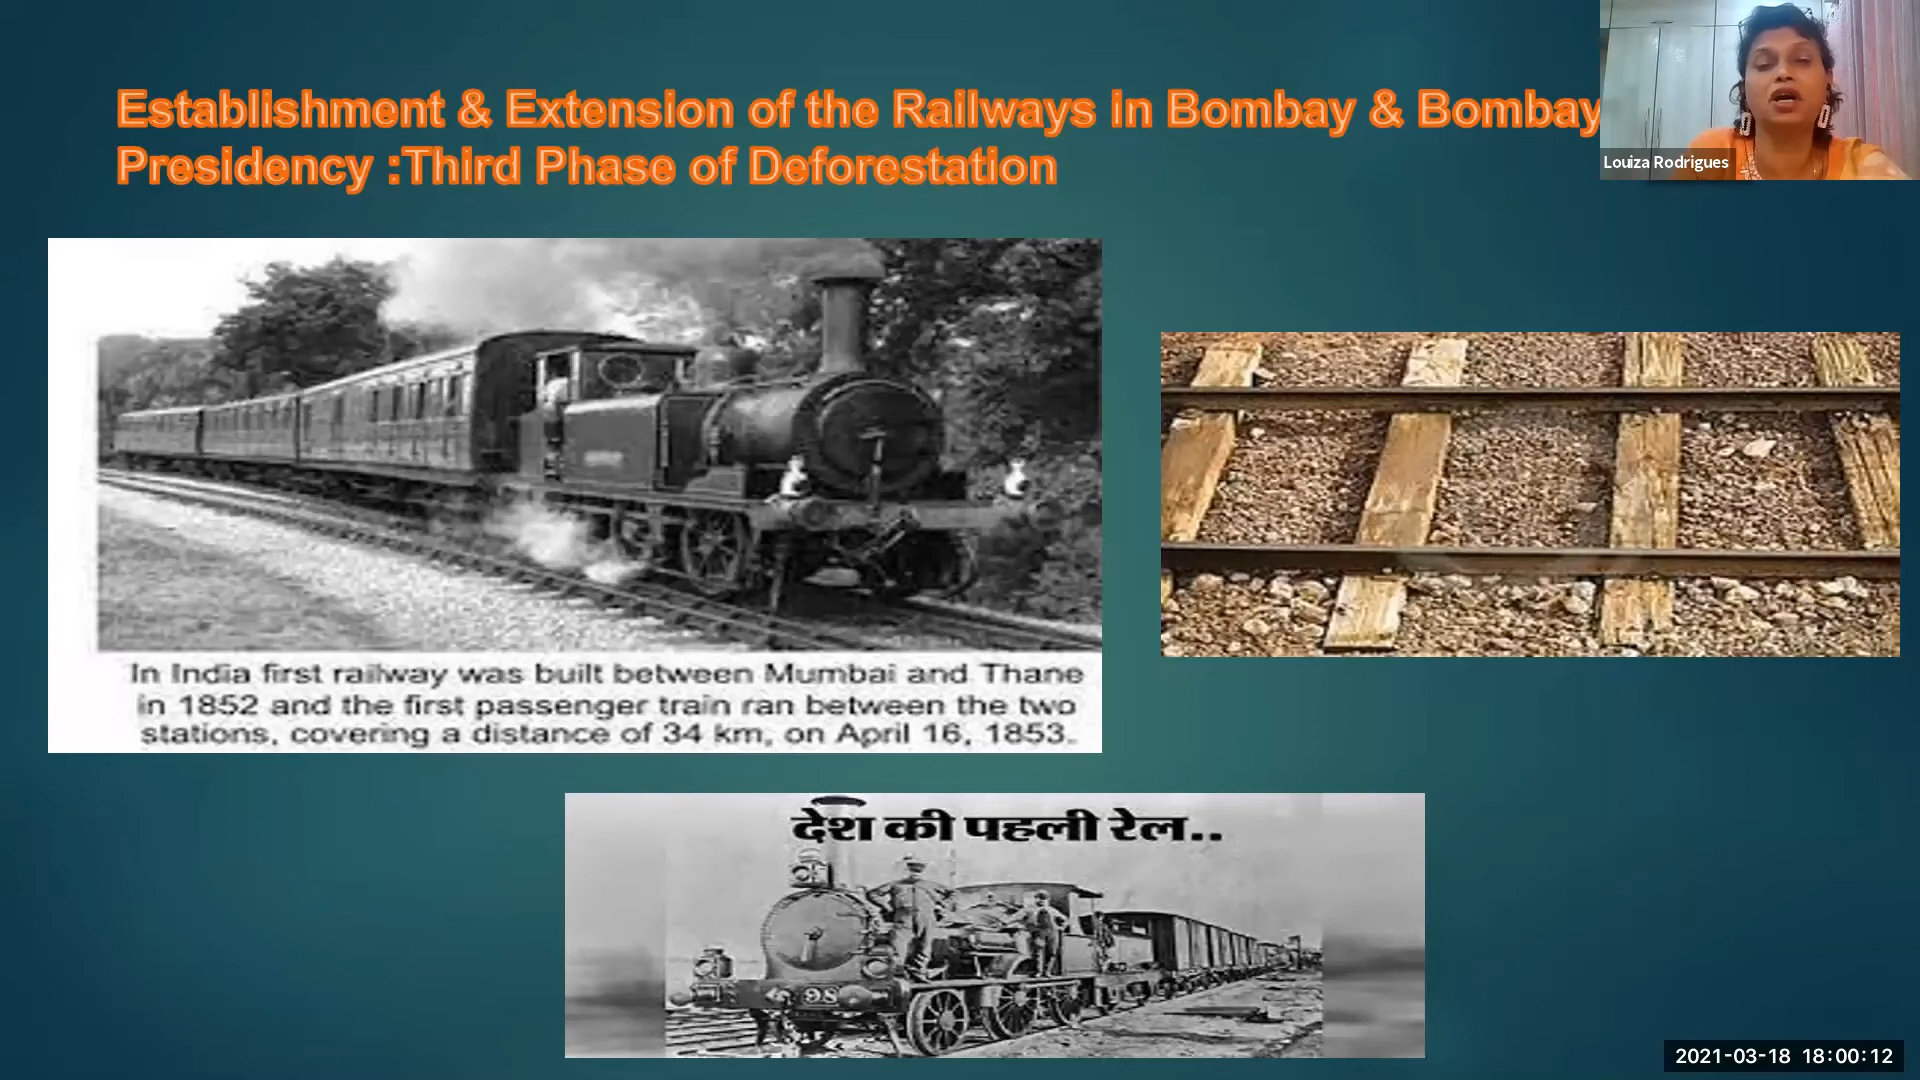 Establishment & Extension of the Railways in Bombay & Bombay
Presidency :Third Phase of Deforestation
Louiza Rodrigues
In India first railway was built between Mumbai and Thane
in 1852 and the first passenger train ran between the two
stations, covering a distance of 34 km, on April 16, 1853.
देश की पहली रेल..
98
2021-03-18 18:00:12